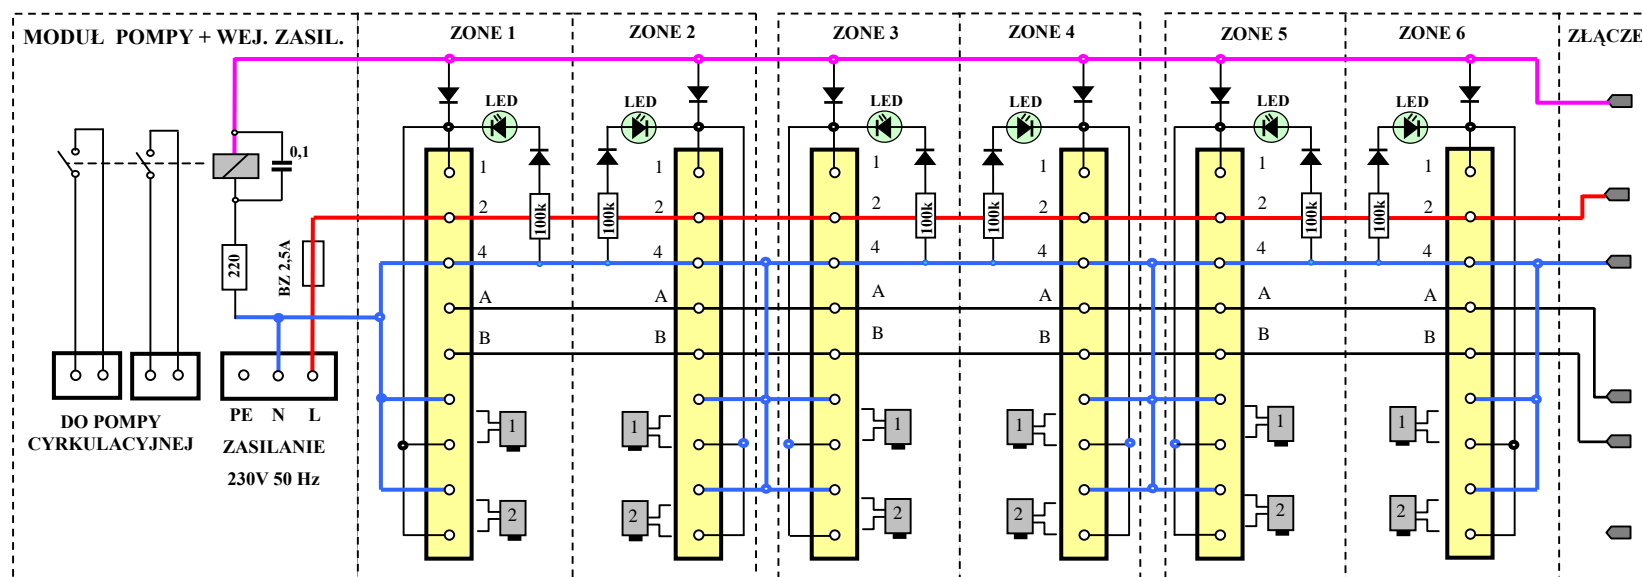 MODUŁ POMPY + WEJ. ZASIL.
ZONE 1
ZONE 2
ZONE 3
ZONE 4
ZONE 5
ZONE 6
ZŁĄCZE
LED
LED
LED
LED
LED
LED
0,1
1
1
1
1
1
1
2
2
2
2
2
2
100k
100k
100k
100k
100k
100k
4
4
4
4
4
4
220
BZ 2,5A
A
A
A
A
A
A
B
B
B
B
B
B
PE N L
DO POMPY
CYRKULACYJNEJ
ZASILANIE
230V 50 Hz
1
1
1
1
1
1
2
2
2
2
2
2